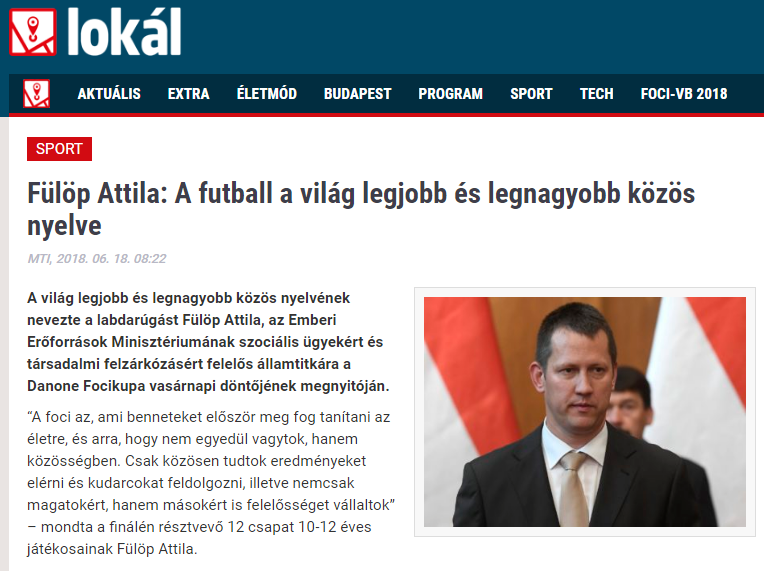 lokál
AKTUÁLIS EXTRA ÉLETMÓD BUDAPEST PROGRAM SPORT TECH FOCI-VB 2018
SPORT
Fülöp Attila: A futball a világ legjobb és legnagyobb közös
nyelve
MTI, 2018. 06. 18. 08:22
A világ legjobb és legnagyobb közös nyelvének
nevezte a labdarúgást Fülöp Attila, az Emberi
Erőforrások Minisztériumának szociális ügyekért és
társadalmi felzárkózásért felelős államtitkára a
Danone Focikupa vasárnapi döntőjének megnyitóján.
“A foci az, ami benneteket először meg fog tanítani az
életre, és arra, hogy nem egyedül vagytok, hanem
közösségben. Csak közösen tudtok eredményeket
elérni és kudarcokat feldolgozni, illetve nemcsak
magatokért, hanem másokért is felelősséget vállaltok”
– mondta a finálén résztvevő 12 csapat 10-12 éves
játékosainak Fülöp Attila.